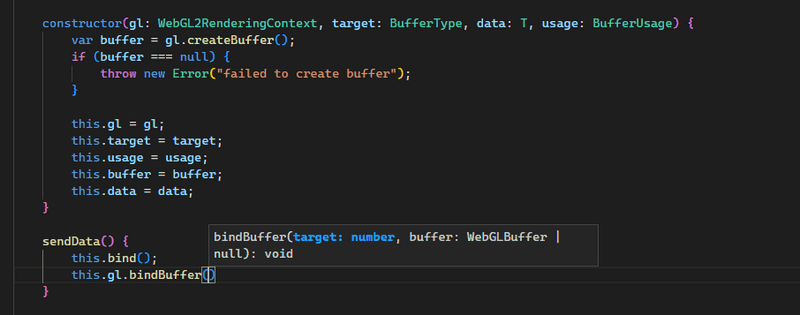 constructor(gl: WebGL2RenderingContext, target: BufferType, data: T, usage: BufferUsage) {
var buffer = gl.createBuffer();
if (buffer === null) {
throw new Error("failed to create buffer");
}
this.gl = gl;
this.target = target;
this.usage = usage;
this.buffer = buffer;
this.data = data;
}
sendData() {
this.bind();
this.gl.bindBuffer()
}
bindBuffer(target: number, buffer: WebGLBuffer |
null): void